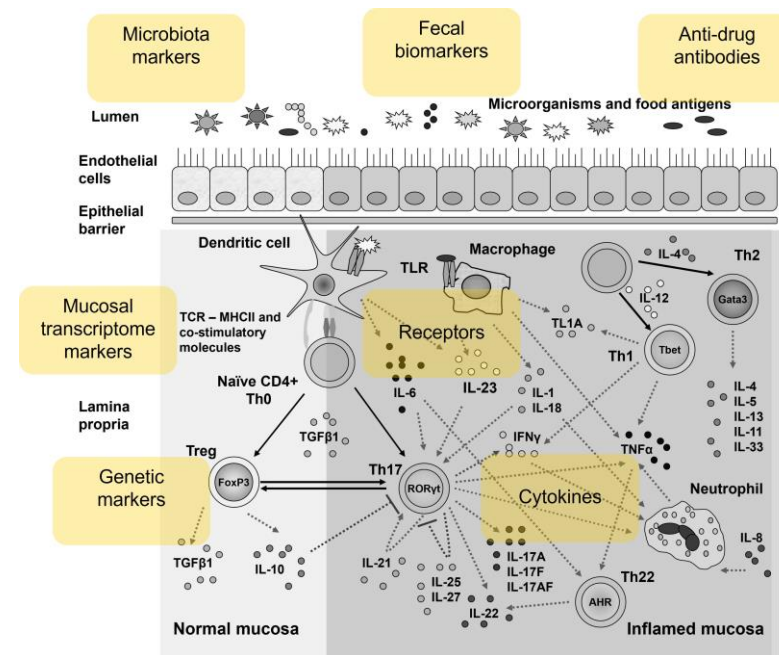 Microbiota
markers
Fecal
biomarkers
Anti-drug
antibodies
Lumen
Microorganisms and food antigens
Endothelial
cells
Epithelial
barrier
Dendritic cell
TLR
Macrophage
IL-4
Th2
Gata3
IL-12
Mucosal
transcriptome
markers
TCR – MHCII and
co-stimulatory
molecules
Receptors
TL1A
Th1
Tbet
Naïve CD4+
Th0
IL-6
IL-23
IL-1
IL-18
IL-4
IL-5
IL-13
IL-11
IL-33
Lamina
propria
TGFβ1
IFNγ
TNFα
Treg
Genetic
markers
FoxP3
Th17
RORγt
Cytokines
Neutrophil
TGFβ1
IL-10
IL-21
IL-25
IL-27
IL-17A
IL-17F
IL-17AF
IL-22
Th22
AHR
IL-8
Normal mucosa
Inflamed mucosa